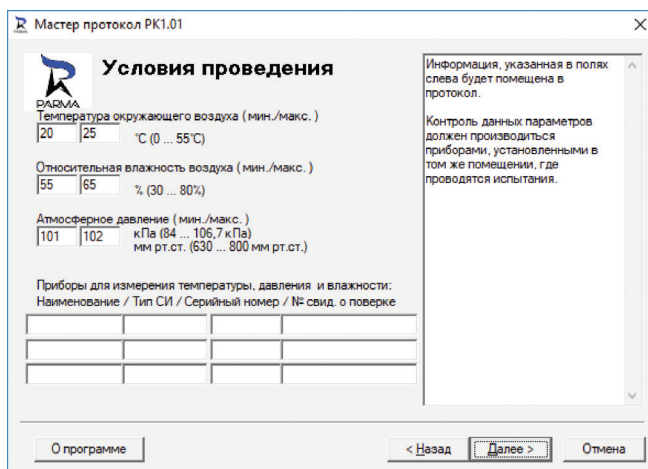 Мастер протокол РК1.01
PARMA
Условия проведения
Температура окружающего воздуха (мин./макс. )
20 25 °C (0 ... 55°C)
Относительная влажность воздуха (мин./макс. )
55 65 % (30 ... 80%)
Атмосферное давление (мин./макс. )
101 102 кПа (84 ... 106,7 кПа)
мм рт.ст. (630 ... 800 мм рт.ст.)
Приборы для измерения температуры, давления и влажности:
Наименование / Тип СИ / Серийный номер / № свид. о поверке
Информация, указанная в полях
слева будет помещена в
протокол.
Контроль данных параметров
должен производиться
приборами, установленными в
том же помещении, где
проводятся испытания.
О программе
< Назад
Далее >
Отмена